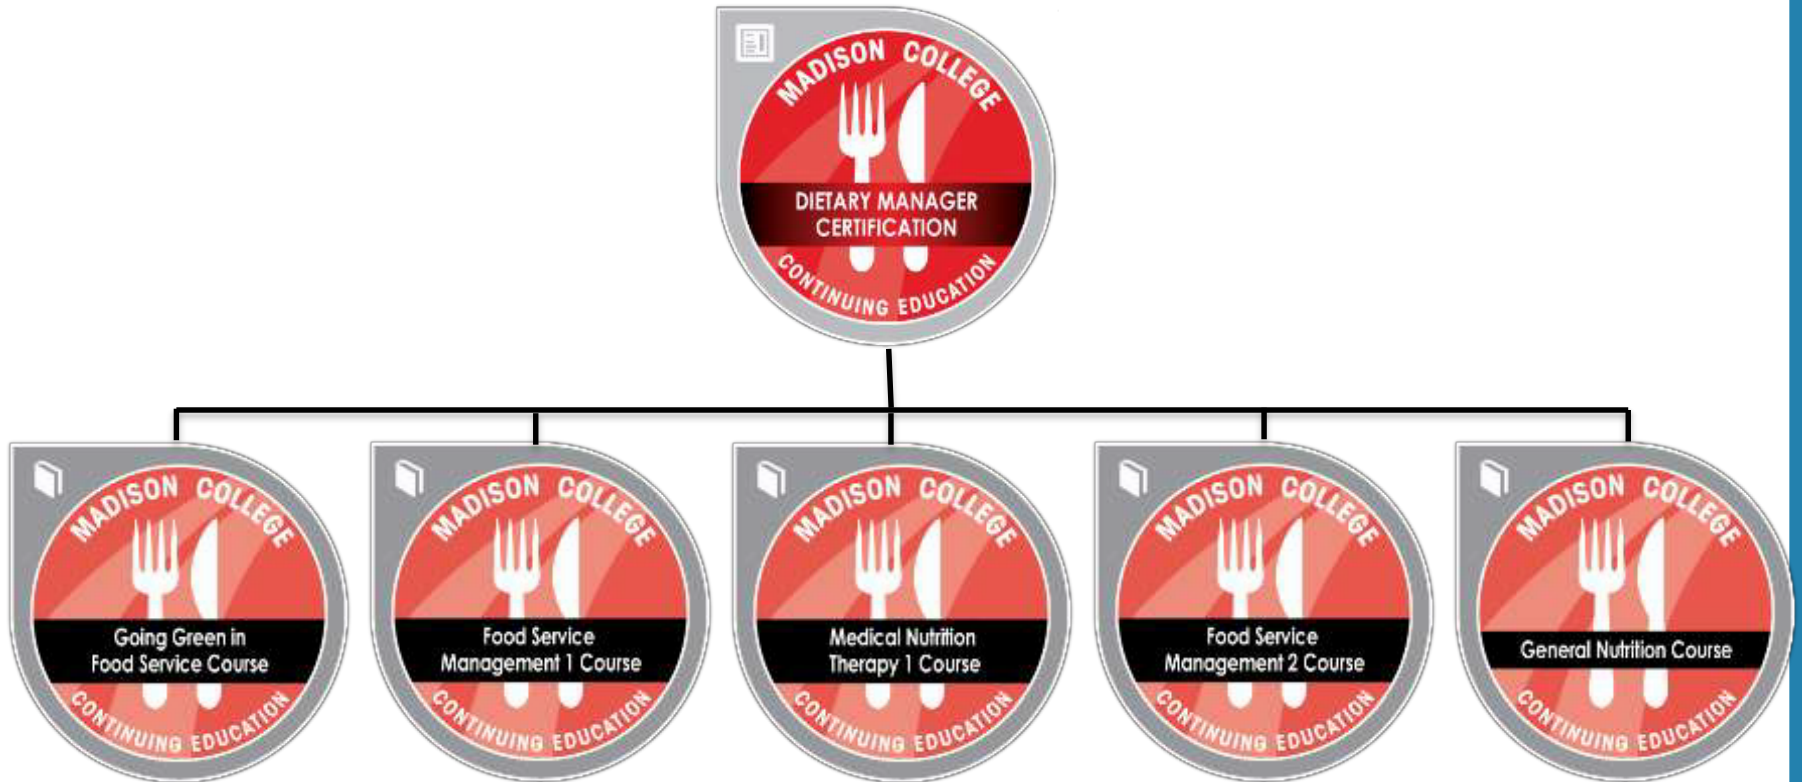 MADISON COLLEGE
DIETARY MANAGER
CERTIFICATION
CONTINUING EDUCATION
MADISON COLLEGE
Going Green in
Food Service Course
CONTINUING EDUCATION
MADISON COLLEGE
Food Service
Management 1 Course
CONTINUING EDUCATION
MADISON COLLEGE
Medical Nutrition
Therapy 1 Course
CONTINUING EDUCATION
MADISON COLLEGE
Food Service
Management 2 Course
CONTINUING EDUCATION
MADISON COLLEGE
General Nutrition Course
CONTINUING EDUCATION